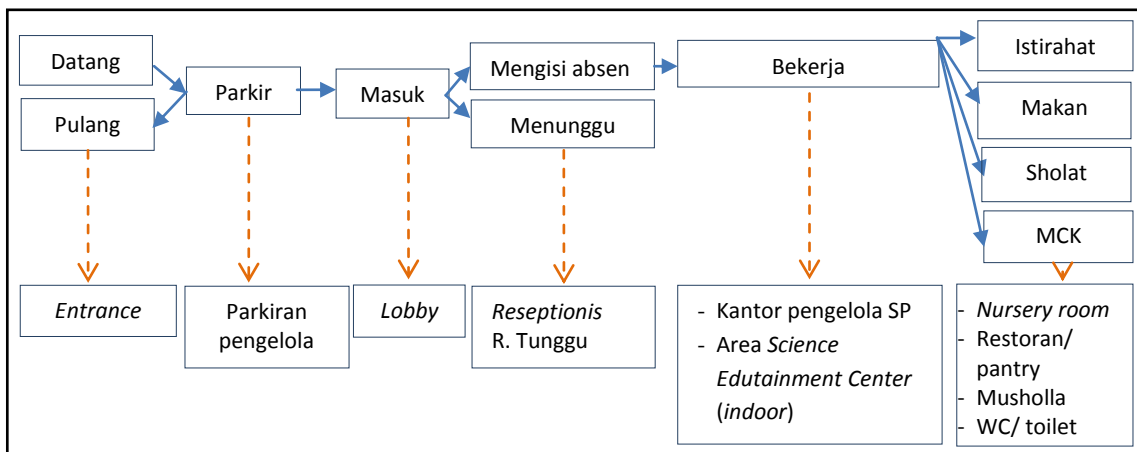 Datang
Pulang
Parkir
Masuk
Mengisi absen
Menunggu
Bekerja
Istirahat
Makan
Sholat
MCK
Entrance
Parkiran
pengelola
Lobby
Reseptionis
R. Tunggu
- Kantor pengelola SP
- Area Science
Edutainment Center
(indoor)
- Nursery room
- Restoran/
pantry
- Musholla
- WC/ toilet